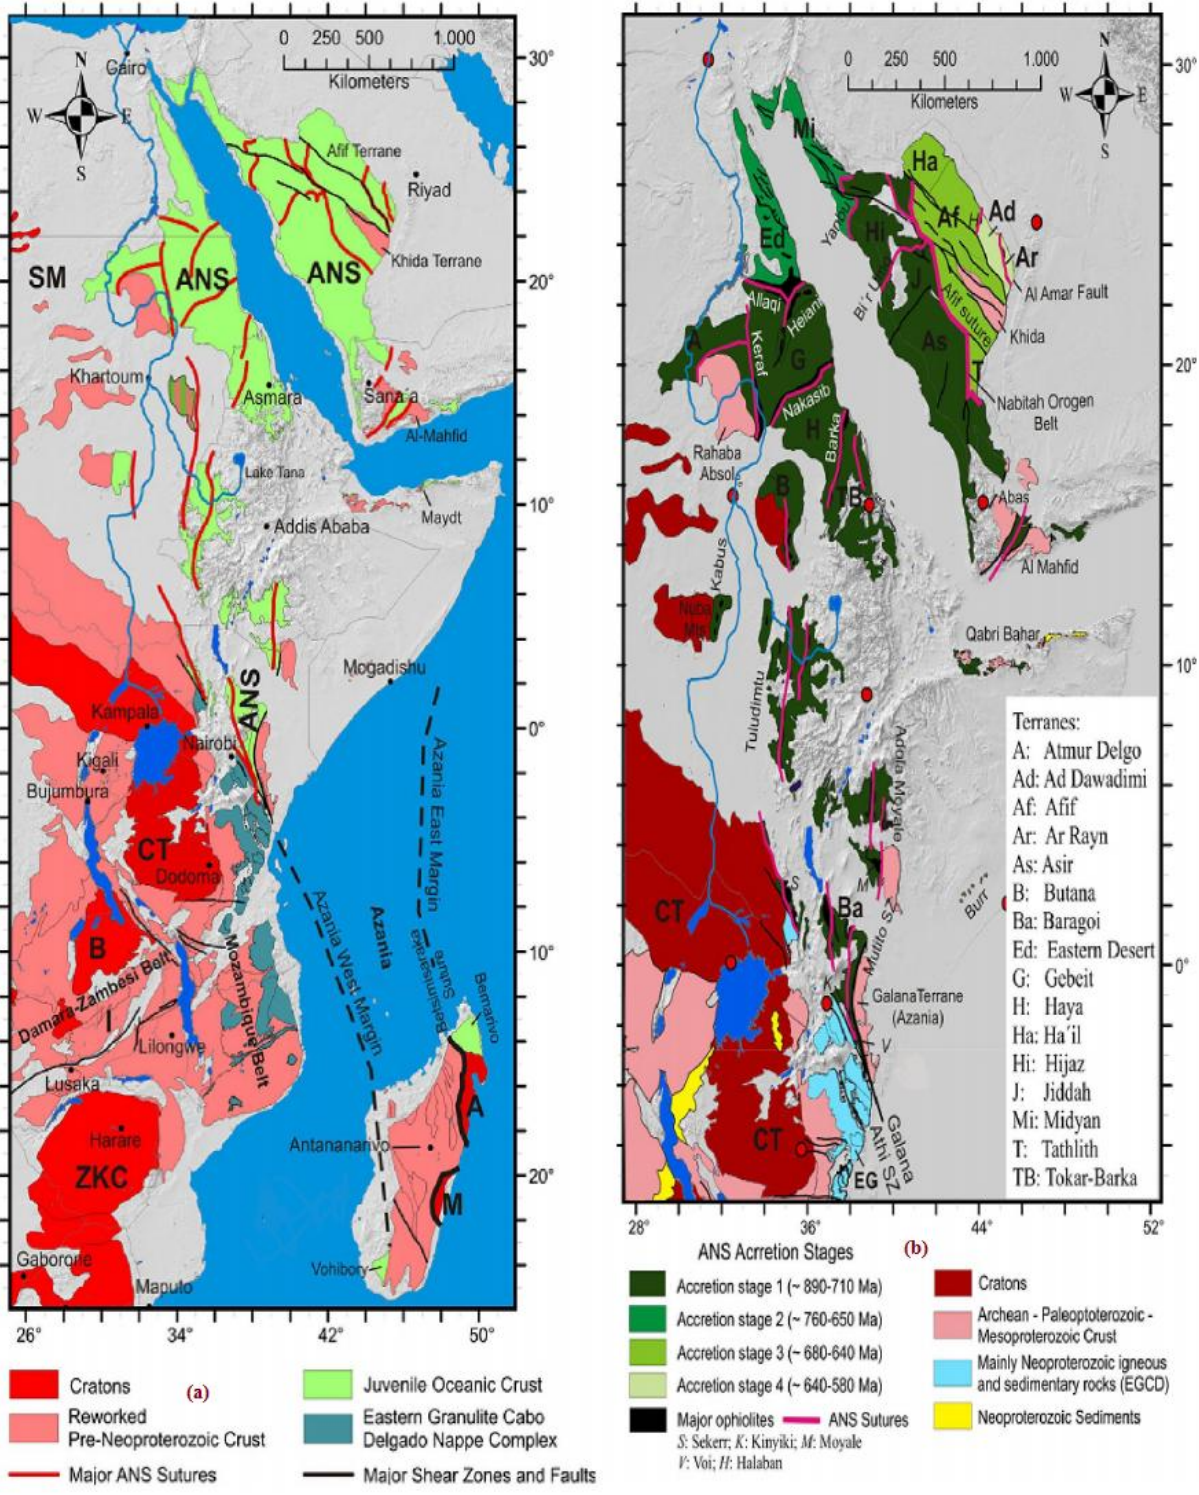 0 250 500 1.000
Kilometers
N
W E
S
Gairo
Afif Terrane
Riyad
Khida Terrane
SM
ANS
ANS
Khartoum
Asmara
Sana'a
Al-Mahfid
Lake Tana
Maydt
Addis Ababa
Mogadishu
ANS
Kampala
Nairobi
Kigali
Bujumbura
CT
Dodoma
B
Damara-Zambesi Belt
Mozambique Belt
Azania West Margin
Azania
Azania East Margin
Betsimisaraka
Suture
Bemarivo
Lilongwe
Lusaka
Harare
ZKC
Antananarivo
A
M
Vohibory
Gaborone
Maputo
30°
20°
10°
0°
10°
20°
26° 34° 42° 50°
Cratons
(a)
Juvenile Oceanic Crust
Reworked
Pre-Neoproterozoic Crust
Eastern Granulite Cabo
Delgado Nappe Complex
Major ANS Sutures
Major Shear Zones and Faults
0 250 500 1.000
Kilometers
N
W E
S
Mi
Ha
Ed
Yanbu
Hi
Af
H
Ad
Ar
Al Amar Fault
Bi'r Umq
J
Afif suture
Khida
Allaqi
Heiani
A
Keraf
G
As
T
Nakasib
Nabitah Orogen
Belt
H
Barka
Rahaba
Absol
B
TB
Abas
Al Mahfid
Kabus
Nuba
Mts
Qabri Bahar
Tuludimtu
Adola Moyale
S
M
Ba
Burr
CT
Mutito SZ
K
Galana Terrane
(Azania)
V
CT
Galana
Athi SZ
EG
Terranes:
A: Atmur Delgo
Ad: Ad Dawadimi
Af: Afif
Ar: Ar Rayn
As: Asir
B: Butana
Ba: Baragoi
Ed: Eastern Desert
G: Gebeit
H: Haya
Ha: Ha´il
Hi: Hijaz
J: Jiddah
Mi: Midyan
T: Tathlith
TB: Tokar-Barka
30°
20°
10°
0°
28° 36° 44° 52°
ANS Acrretion Stages
(b)
Accretion stage 1 (~ 890-710 Ma)
Accretion stage 2 (~ 760-650 Ma)
Accretion stage 3 (~ 680-640 Ma)
Accretion stage 4 (~ 640-580 Ma)
Major ophiolites
ANS Sutures
S: Sekerr; K: Kinyiki; M: Moyale
V: Voi; H: Halaban
Cratons
Archean - Paleoptoterozoic -
Mesoproterozoic Crust
Mainly Neoproterozoic igneous
and sedimentary rocks (EGCD)
Neoproterozoic Sediments